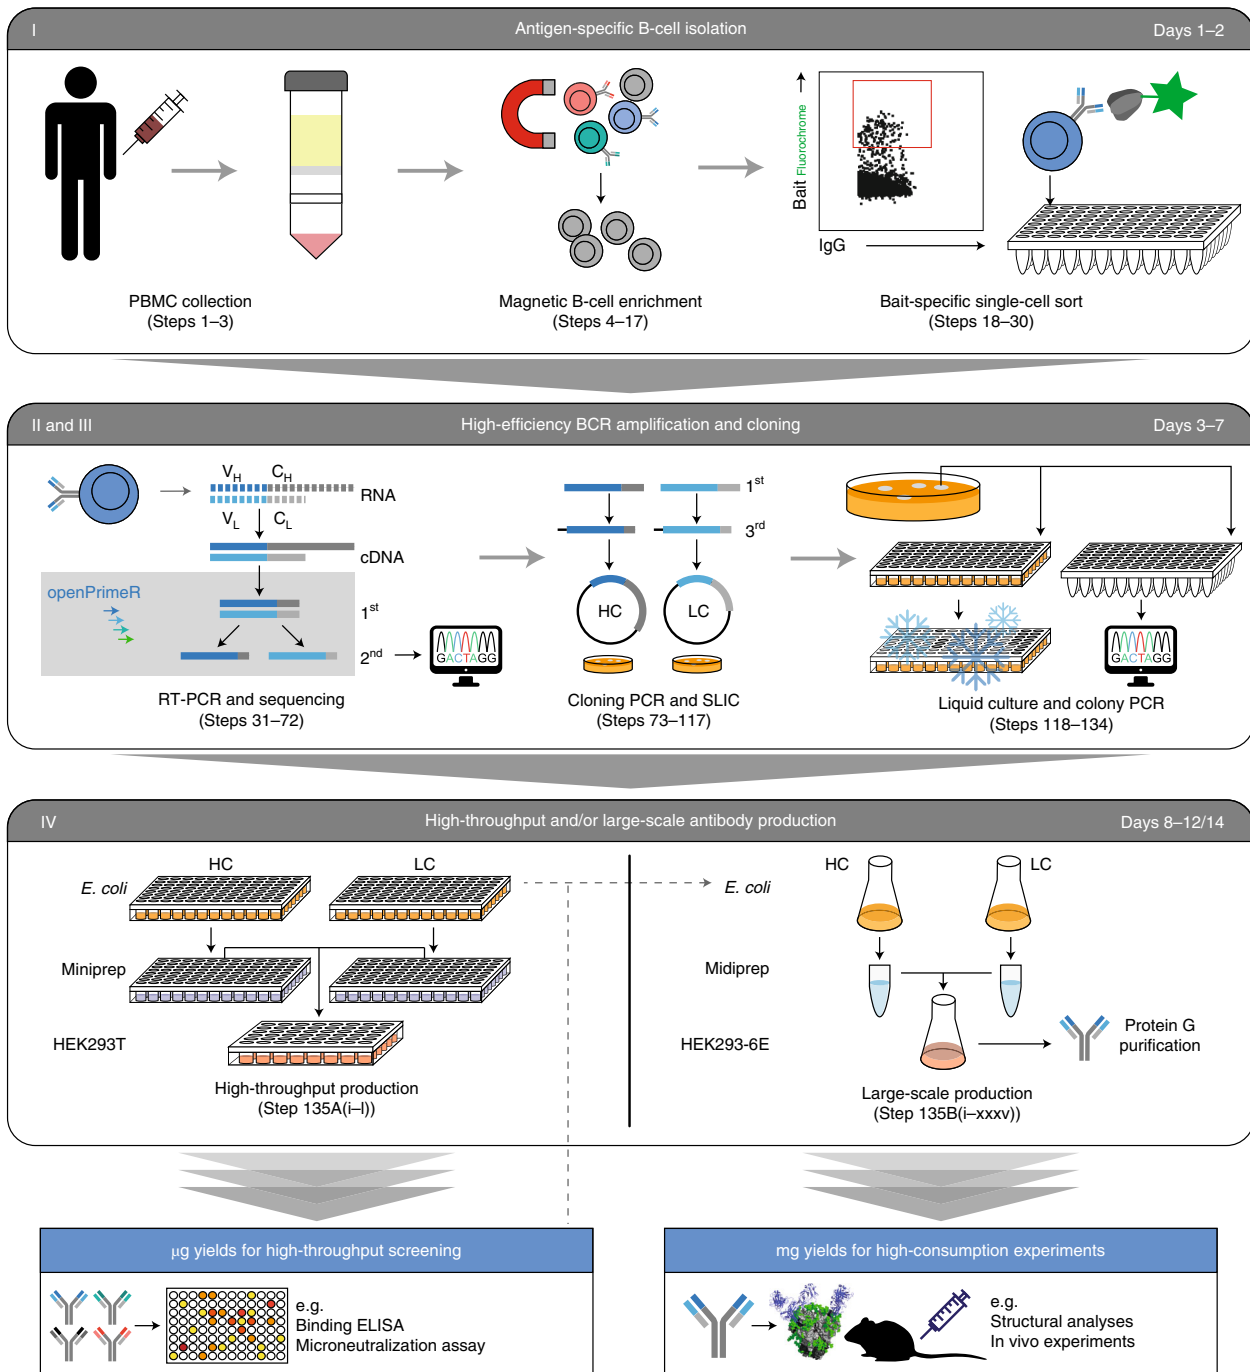 I Antigen-specific B-cell isolation Days 1–2
Bait Fluorochrome
IgG
PBMC collection
(Steps 1–3)
Magnetic B-cell enrichment
(Steps 4–17)
Bait-specific single-cell sort
(Steps 18–30)
II and III High-efficiency BCR amplification and cloning Days 3–7
VH CH
RNA
VL CL
cDNA
openPrimeR
1st
2nd
GACTAGG
RT-PCR and sequencing
(Steps 31–72)
1st
3rd
HC LC
Cloning PCR and SLIC
(Steps 73–117)
GACTAGG
Liquid culture and colony PCR
(Steps 118–134)
IV High-throughput and/or large-scale antibody production Days 8–12/14
HC LC
E. coli
Miniprep
HEK293T
High-throughput production
(Step 135A(i–l))
HC LC
E. coli
Midiprep
HEK293-6E
Protein G
purification
Large-scale production
(Step 135B(i–xxxv))
μg yields for high-throughput screening
e.g.
Binding ELISA
Microneutralization assay
mg yields for high-consumption experiments
e.g.
Structural analyses
In vivo experiments